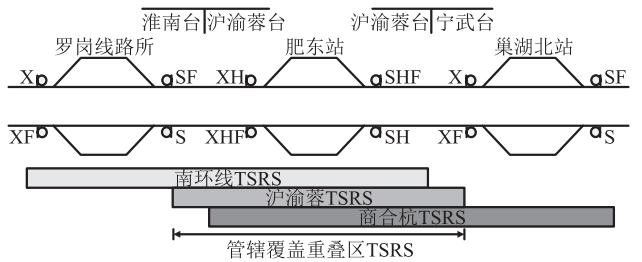 淮南台 沪渝蓉台 沪渝蓉台 宁武台
罗岗线路所 肥东站 巢湖北站
X SF XH SHF X SF
XF S XHF SH XF S
南环线TSRS
沪渝蓉TSRS
商合杭TSRS
管辖覆盖重叠区TSRS